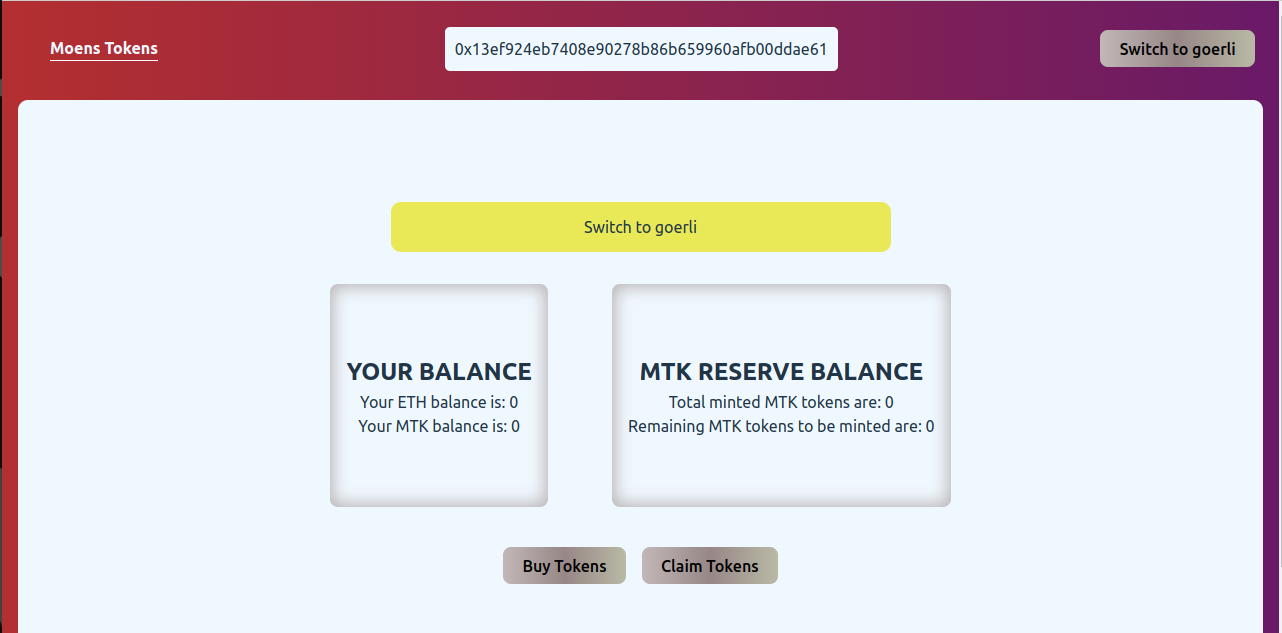 Moens Tokens
0x13ef924eb7408e90278b86b659960afb00ddae61
Switch to goerli
Switch to goerli
YOUR BALANCE
Your ETH balance is: 0
Your MTK balance is: 0
MTK RESERVE BALANCE
Total minted MTK tokens are: 0
Remaining MTK tokens to be minted are: 0
Buy Tokens
Claim Tokens